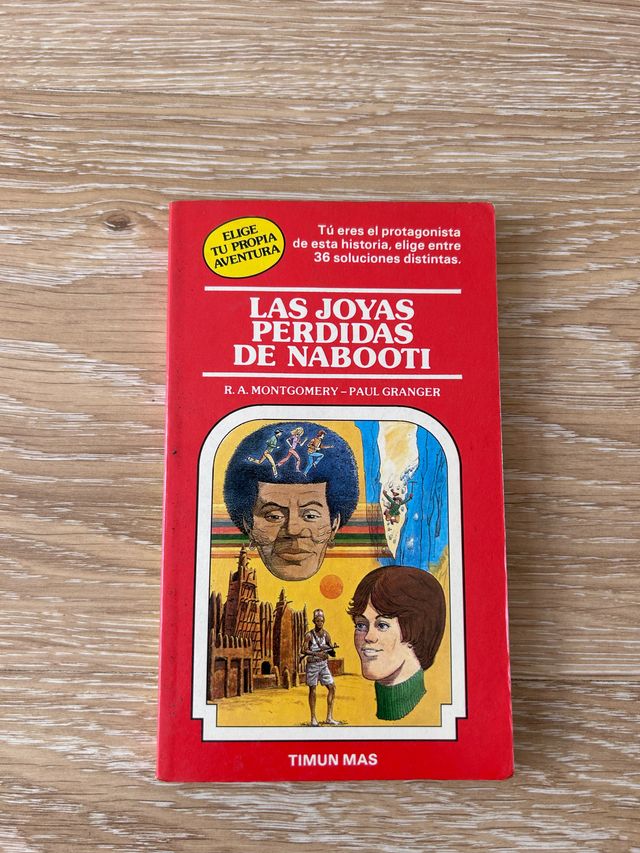 ELIGE
TU PROPIA
AVENTURA
Tú eres el protagonista
de esta historia, elige entre
36 soluciones distintas.
LAS JOYAS
PERDIDAS
DE NABOOTI
R. A. MONTGOMERY – PAUL GRANGER
TIMUN MAS